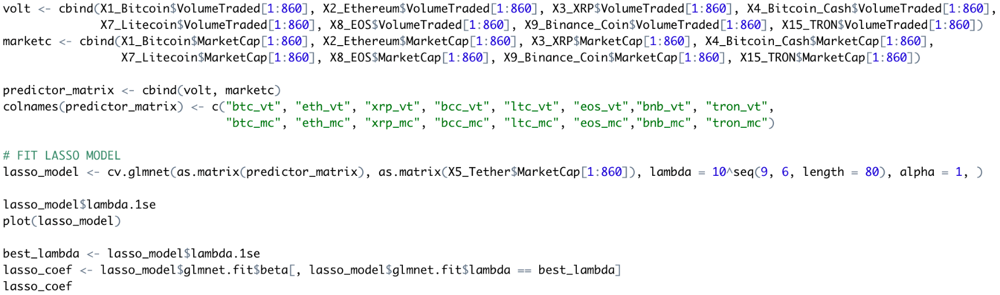 volt <- cbind(X1_Bitcoin$VolumeTraded[1:860], X2_Ethereum$VolumeTraded[1:860], X3_XRP$VolumeTraded[1:860], X4_Bitcoin_Cash$VolumeTraded[1:860],
X7_Litecoin$VolumeTraded[1:860], X8_EOS$VolumeTraded[1:860], X9_Binance_Coin$VolumeTraded[1:860], X15_TRON$VolumeTraded[1:860])
marketc <- cbind(X1_Bitcoin$MarketCap[1:860], X2_Ethereum$MarketCap[1:860], X3_XRP$MarketCap[1:860], X4_Bitcoin_Cash$MarketCap[1:860],
X7_Litecoin$MarketCap[1:860], X8_EOS$MarketCap[1:860], X9_Binance_Coin$MarketCap[1:860], X15_TRON$MarketCap[1:860])
predictor_matrix <- cbind(volt, marketc)
colnames(predictor_matrix) <- c("btc_vt", "eth_vt", "xrp_vt", "bcc_vt", "ltc_vt", "eos_vt","bnb_vt", "tron_vt",
"btc_mc", "eth_mc", "xrp_mc", "bcc_mc", "ltc_mc", "eos_mc","bnb_mc", "tron_mc")
# FIT LASSO MODEL
lasso_model <- cv.glmnet(as.matrix(predictor_matrix), as.matrix(X5_Tether$MarketCap[1:860]), lambda = 10^seq(9, 6, length = 80), alpha = 1, )
lasso_model$lambda.1se
plot(lasso_model)
best_lambda <- lasso_model$lambda.1se
lasso_coef <- lasso_model$glmnet.fit$beta[, lasso_model$glmnet.fit$lambda == best_lambda]
lasso_coef